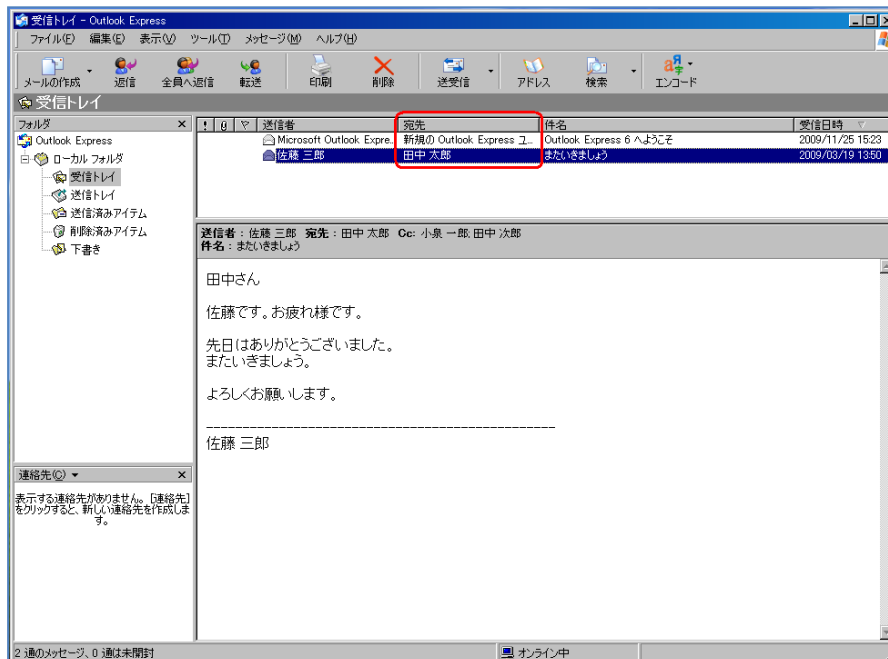 受信トレイ - Outlook Express
ファイル(F) 編集(E) 表示(V) ツール(T) メッセージ(M) ヘルプ(H)
メールの作成 返信 全員へ返信 転送 印刷 削除 送受信 アドレス 検索 エンコード
受信トレイ
フォルダ ×
Outlook Express
ローカル フォルダ
受信トレイ
送信トレイ
送信済みアイテム
削除済みアイテム
下書き
! 送信者 宛先 件名 受信日時
Microsoft Outlook Expre... 新規の Outlook Express ユ... Outlook Express 6 へようこそ 2009/11/25 15:23
佐藤 三郎 田中 太郎 またいきましょう 2009/03/19 13:50
送信者: 佐藤 三郎 宛先: 田中 太郎 Cc: 小泉 一郎; 田中 次郎
件名: またいきましょう
田中さん
佐藤です。お疲れ様です。
先日はありがとうございました。
またいきましょう。
よろしくお願いします。
--------------------------------------------------
佐藤 三郎
連絡先(C) ×
表示する連絡先がありません。[連絡先]
をクリックすると、新しい連絡先を作成しま
す。
2 通のメッセージ、0 通は未開封
オンライン中